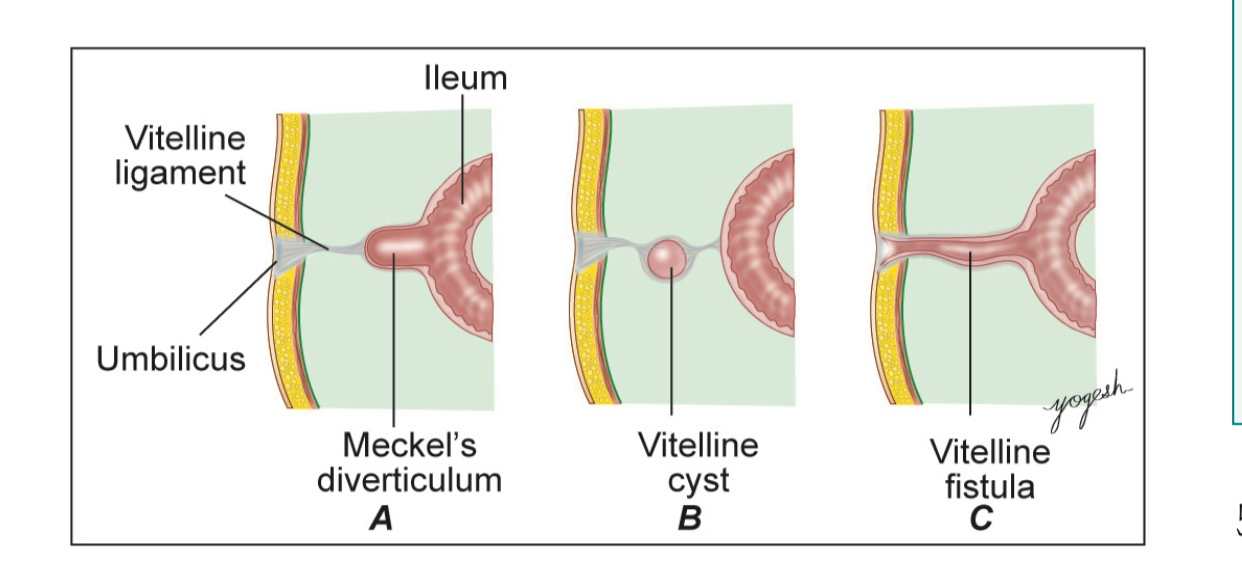 Ileum
Vitelline
ligament
Umbilicus
Meckel's
diverticulum
A
Vitelline
cyst
B
Vitelline
fistula
C
yogesh